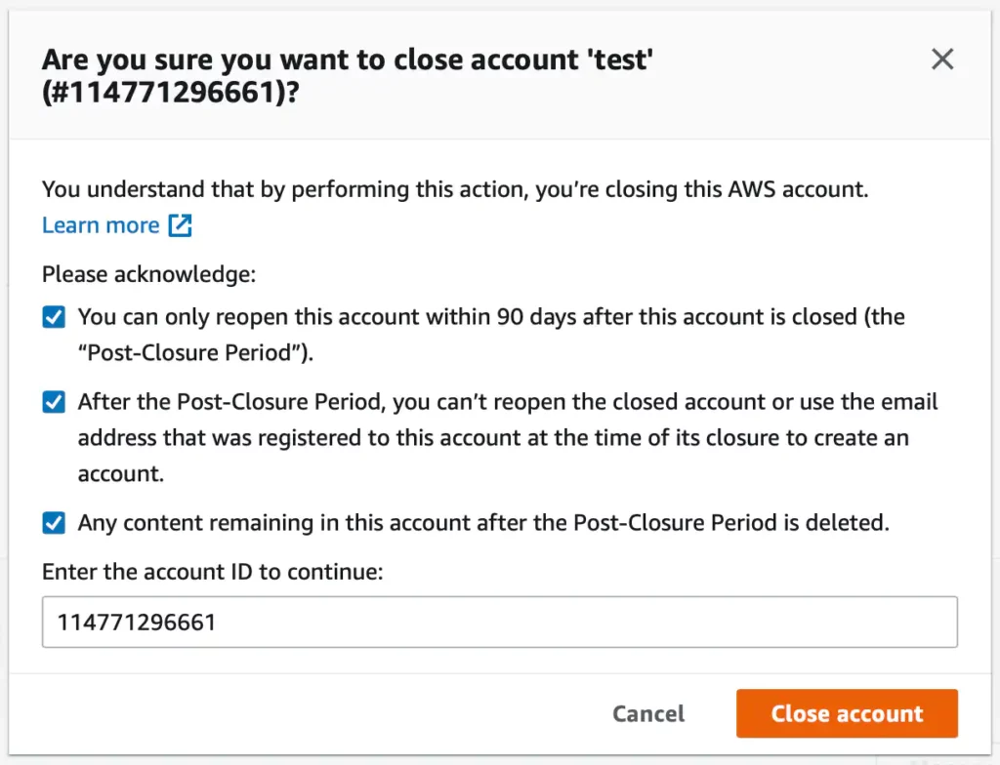 Are you sure you want to close account 'test'
(#114771296661)?
You understand that by performing this action, you’re closing this AWS account.
Learn more
Please acknowledge:
You can only reopen this account within 90 days after this account is closed (the
“Post-Closure Period”).
After the Post-Closure Period, you can’t reopen the closed account or use the email
address that was registered to this account at the time of its closure to create an
account.
Any content remaining in this account after the Post-Closure Period is deleted.
Enter the account ID to continue:
114771296661
Cancel
Close account